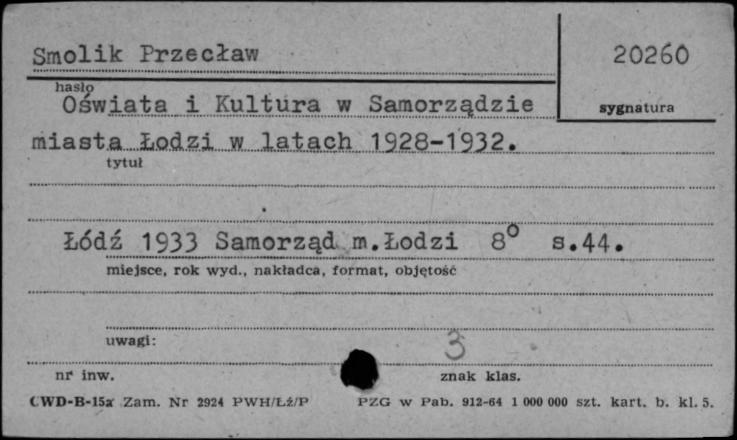 Smolik Przecław
20260
hasło
Oświata i Kultura w Samorządzie
sygnatura
miasta Łodzi w latach 1928-1932.
tytuł
Łódź 1933 Samorząd m.Łodzi 8° s.44.
miejsce, rok wyd., nakładca, format, objętość
uwagi:
3
nr inw.
znak klas.
CWD-B-15a Zam. Nr 2924 PWH/Łż/P PZG w Pab. 912-64 1 000 000 szt. kart. b. kl. 5.